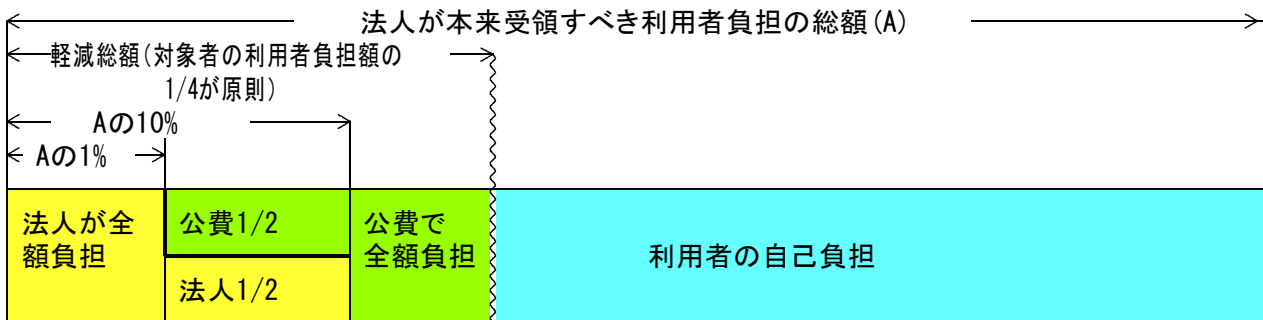 法人が本来受領すべき利用者負担の総額(A)
軽減総額(対象者の利用者負担額の
1/4が原則)
Aの10%
Aの1%
法人が全
額負担
公費1/2
法人1/2
公費で
全額負担
利用者の自己負担